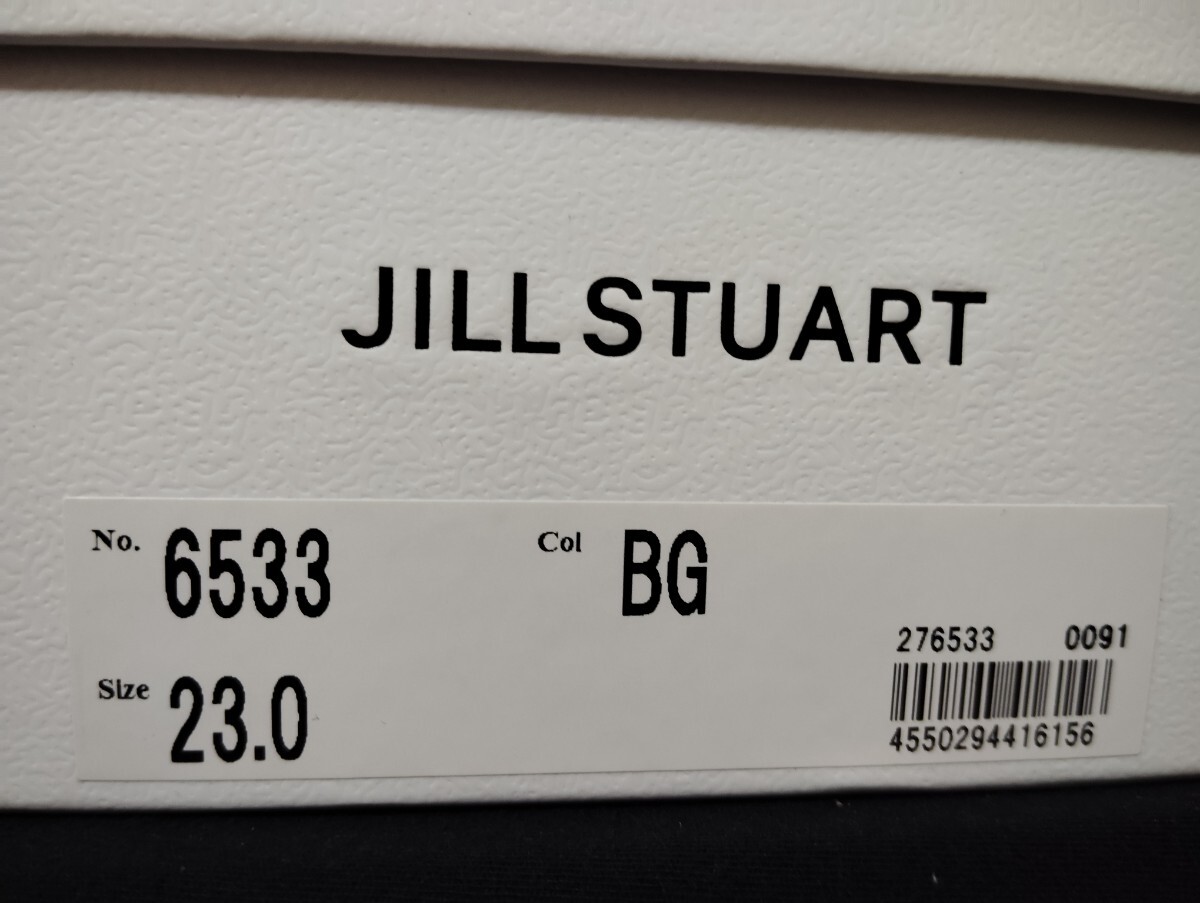 JILL STUART
No. 6533 Col BG
276533 0091
Size 23.0
4550294416156